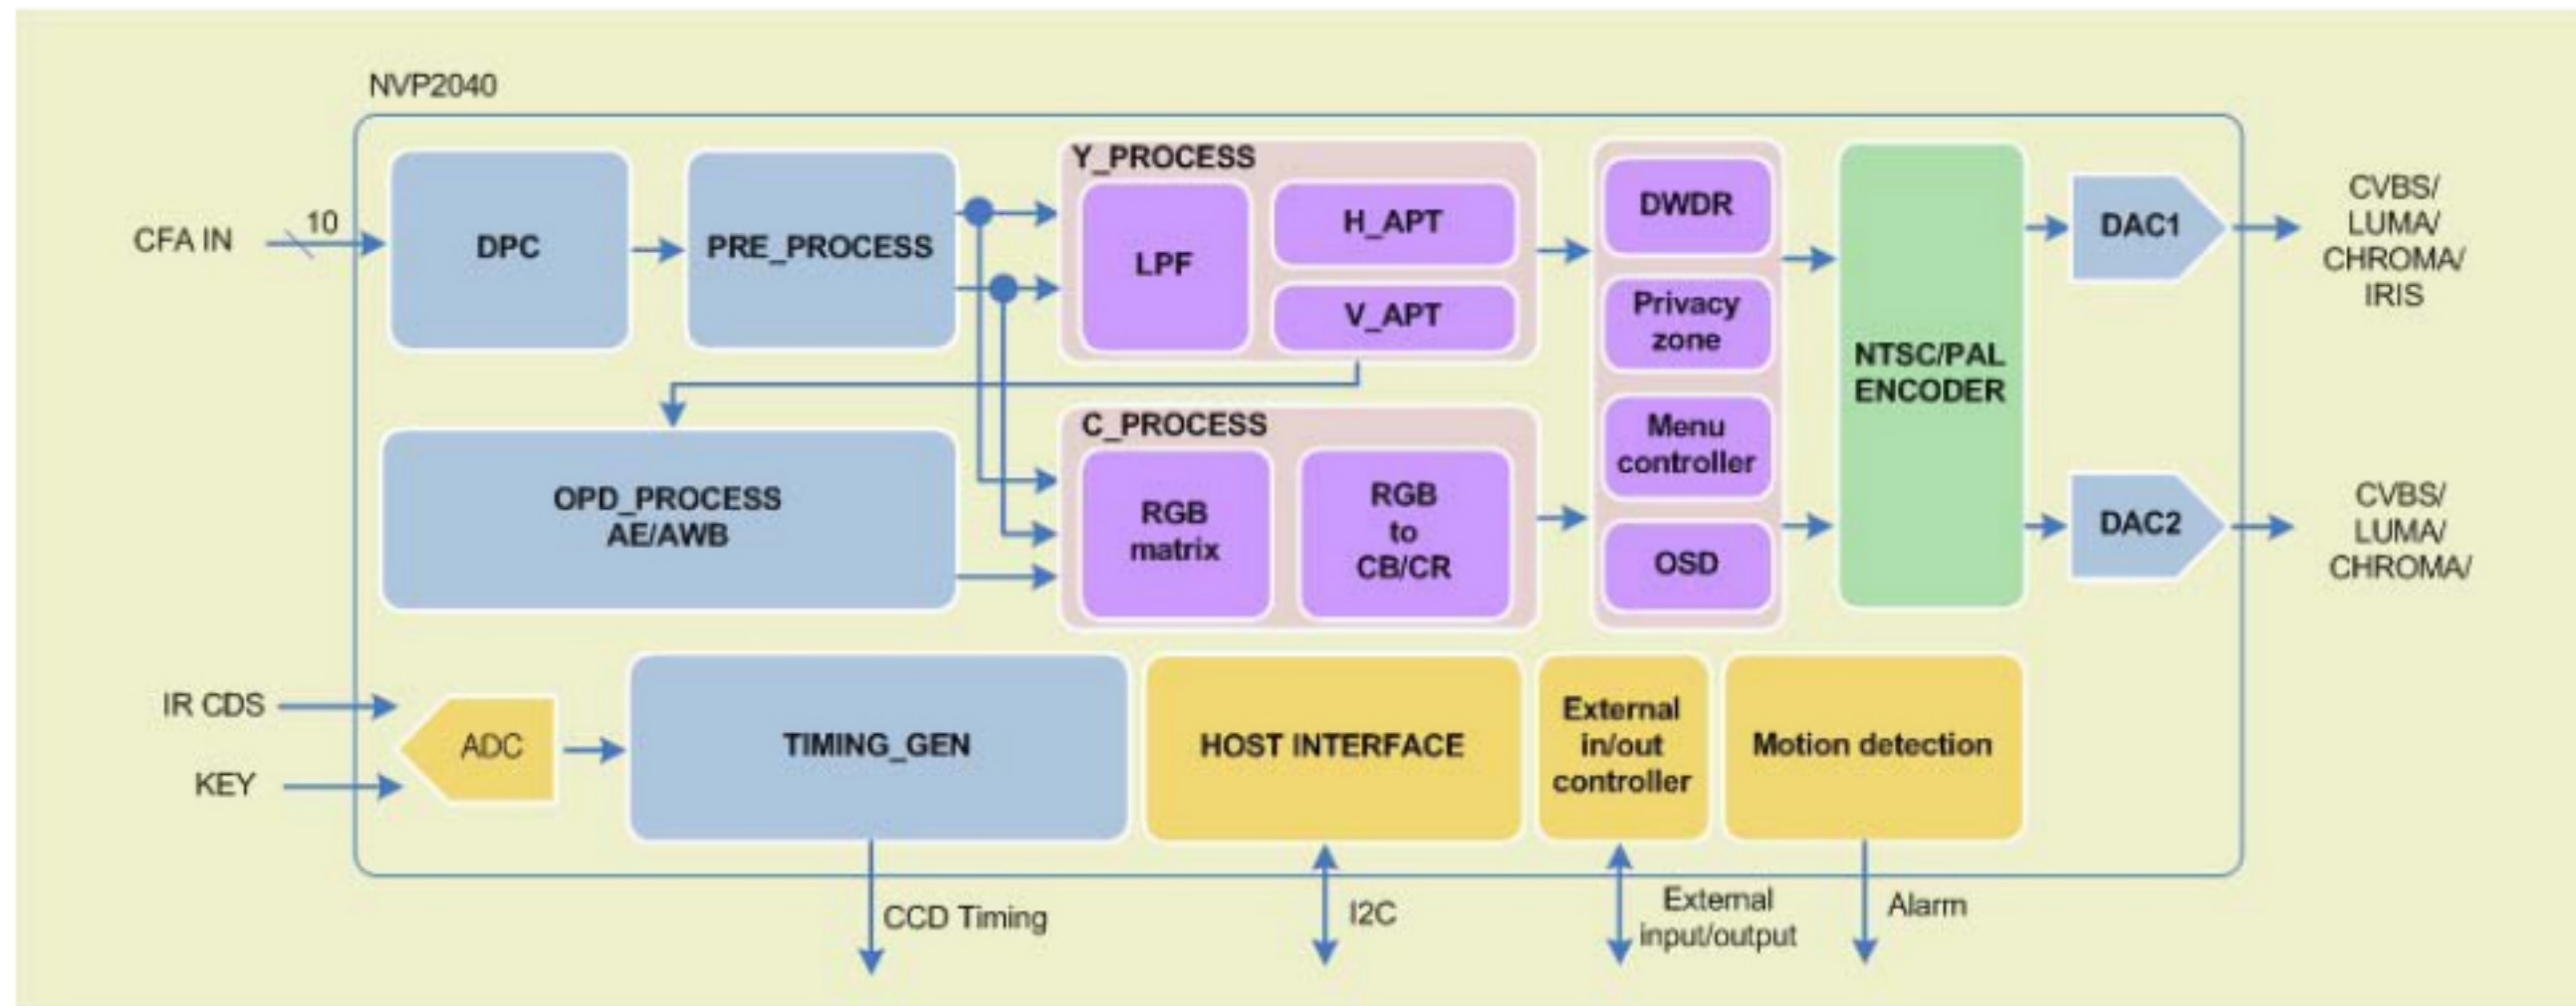 NVP2040
CFA IN
10
DPC
PRE_PROCESS
Y_PROCESS
LPF
H_APT
V_APT
DWDR
Privacy
zone
Menu
controller
OSD
NTSC/PAL
ENCODER
DAC1
CVBS/
LUMA/
CHROMA/
IRIS
OPD_PROCESS
AE/AWB
C_PROCESS
RGB
matrix
RGB
to
CB/CR
DAC2
CVBS/
LUMA/
CHROMA/
IR CDS
KEY
ADC
TIMING_GEN
HOST INTERFACE
External
in/out
controller
Motion detection
CCD Timing
I2C
External
input/output
Alarm